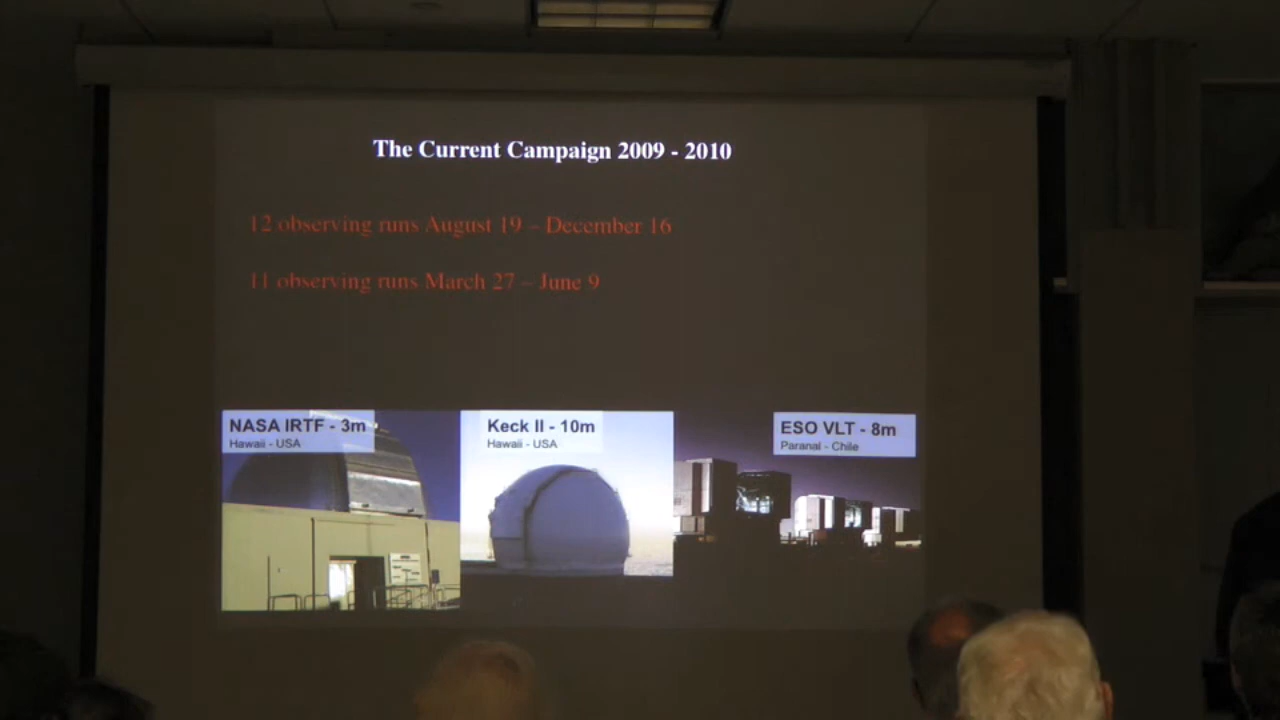 The Current Campaign 2009 - 2010
12 observing runs August 19 – December 16
11 observing runs March 27 – June 9
NASA IRTF - 3m
Hawaii - USA
Keck II - 10m
Hawaii - USA
ESO VLT - 8m
Paranal - Chile